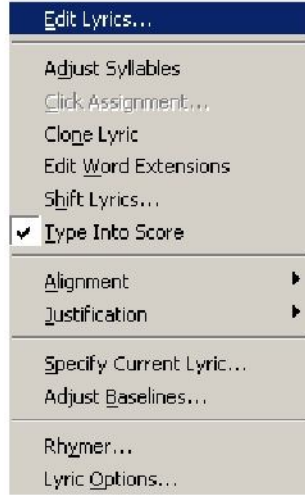 Edit Lyrics...
Adjust Syllables
Click Assignment...
Clone Lyric
Edit Word Extensions
Shift Lyrics...
Type Into Score
Alignment
Justification
Specify Current Lyric...
Adjust Baselines...
Rhymer...
Lyric Options...